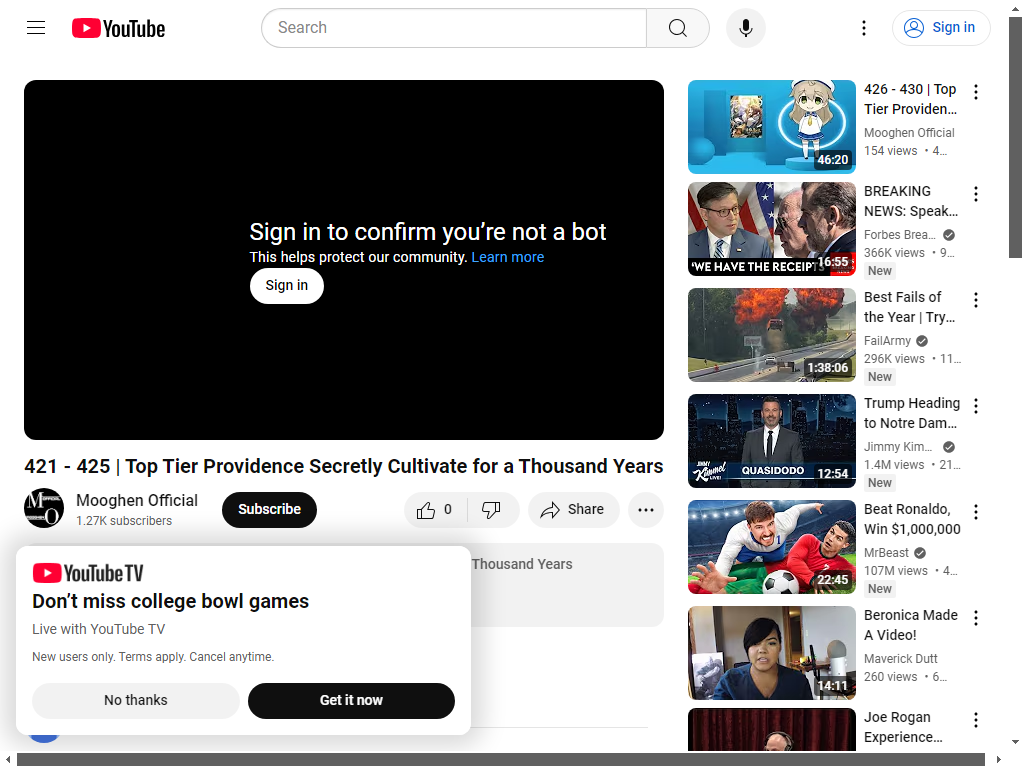 YouTube
Search
Sign in
Sign in to confirm you’re not a bot
This helps protect our community. Learn more
Sign in
421 - 425 | Top Tier Providence Secretly Cultivate for a Thousand Years
Mooghen Official
1.27K subscribers
Subscribe
0
Share
Thousand Years
YouTube TV
Don’t miss college bowl games
Live with YouTube TV
New users only. Terms apply. Cancel anytime.
No thanks
Get it now
46:20
426 - 430 | Top
Tier Providen...
Mooghen Official
154 views • 4...
'WE HAVE THE RECEIPTS
16:55
BREAKING
NEWS: Speak...
Forbes Brea...
366K views • 9...
New
1:38:06
Best Fails of
the Year | Try...
FailArmy
296K views • 11...
New
JIMMY
Kimmel
LIVE!
QUASIDODO
12:54
Trump Heading
to Notre Dam...
Jimmy Kim...
1.4M views • 21...
New
22:45
Beat Ronaldo,
Win $1,000,000
MrBeast
107M views • 4...
New
14:11
Beronica Made
A Video!
Maverick Dutt
260 views • 6...
Joe Rogan
Experience...